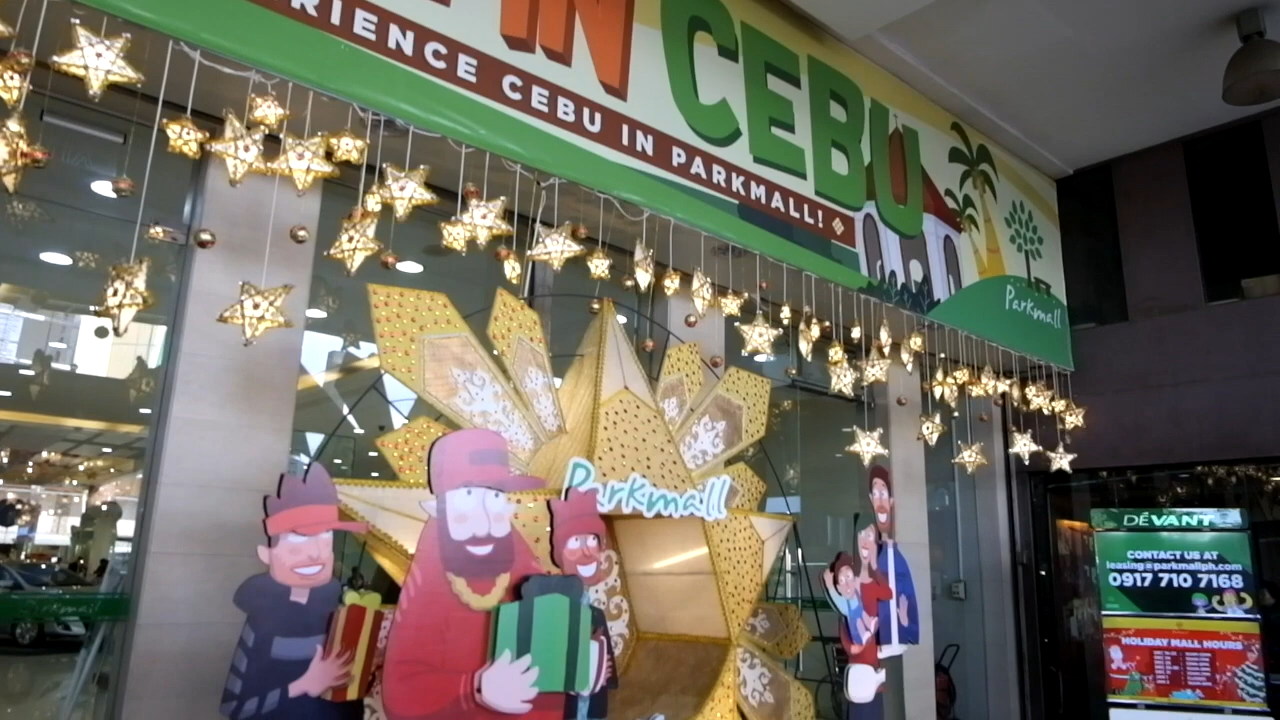 IN CEBU
RIENCE CEBU IN PARKMALL!
Parkmall
Parkmall
DEVANT
CONTACT US AT
leasing@parkmallph.com
0917 710 7168
HOLIDAY MALL HOURS